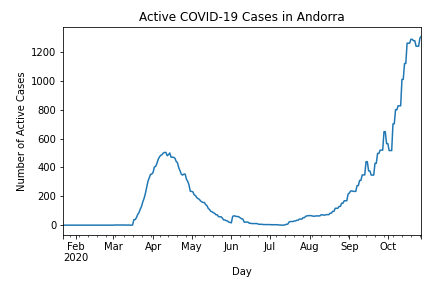 Active COVID-19 Cases in Andorra
Number of Active Cases
1200
1000
800
600
400
200
0
Feb Mar Apr May Jun Jul Aug Sep Oct
2020
Day